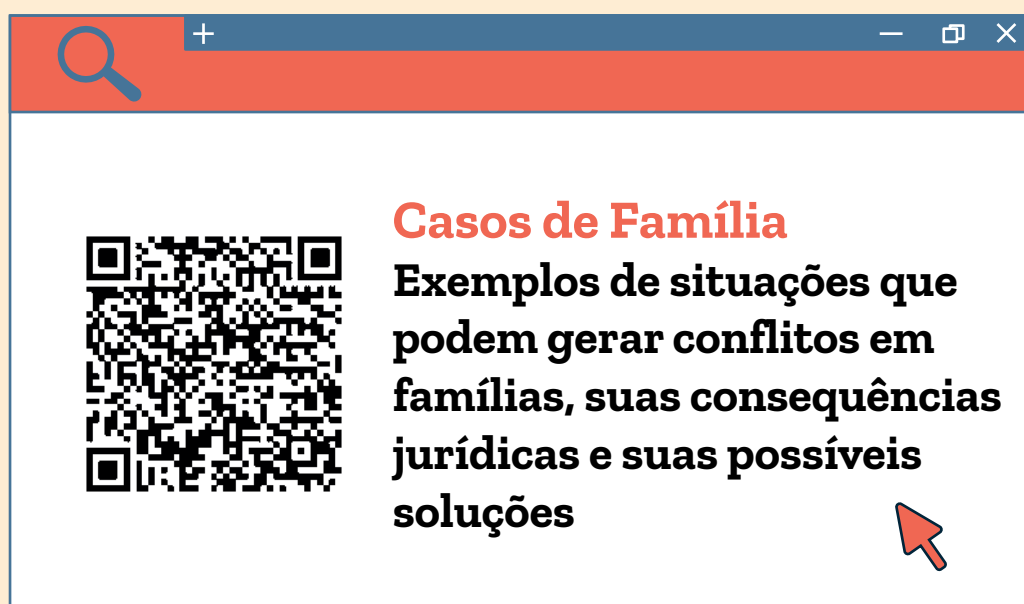 Casos de Família
Exemplos de situações que
podem gerar conflitos em
famílias, suas consequências
jurídicas e suas possíveis
soluções